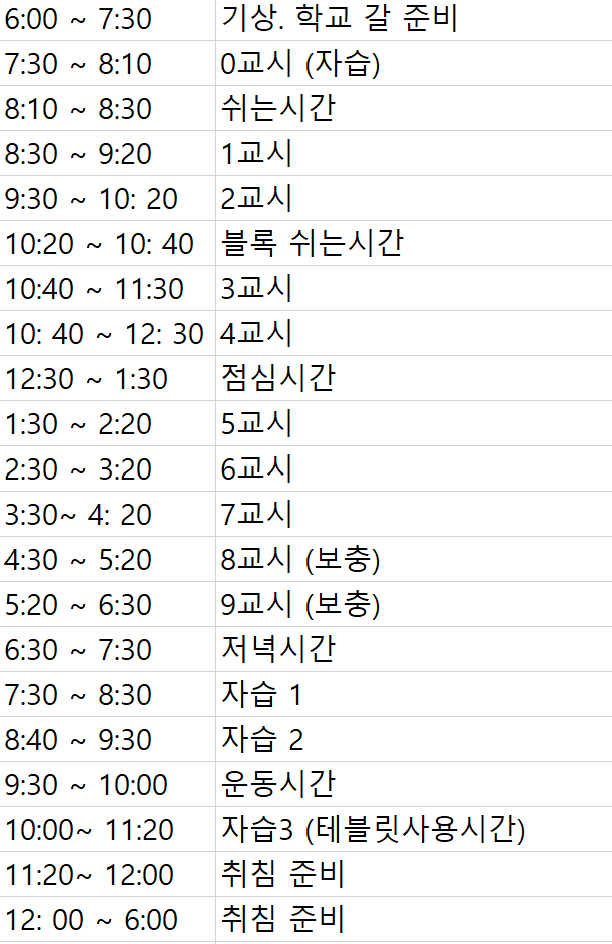 6:00 ~ 7:30 기상. 학교 갈 준비
7:30 ~ 8:10 0교시 (자습)
8:10 ~ 8:30 쉬는시간
8:30 ~ 9:20 1교시
9:30 ~ 10: 20 2교시
10:20 ~ 10: 40 블록 쉬는시간
10:40 ~ 11:30 3교시
10: 40 ~ 12: 30 4교시
12:30 ~ 1:30 점심시간
1:30 ~ 2:20 5교시
2:30 ~ 3:20 6교시
3:30~ 4: 20 7교시
4:30 ~ 5:20 8교시 (보충)
5:20 ~ 6:30 9교시 (보충)
6:30 ~ 7:30 저녁시간
7:30 ~ 8:30 자습 1
8:40 ~ 9:30 자습 2
9:30 ~ 10:00 운동시간
10:00~ 11:20 자습3 (테블릿사용시간)
11:20~ 12:00 취침 준비
12: 00 ~ 6:00 취침 준비